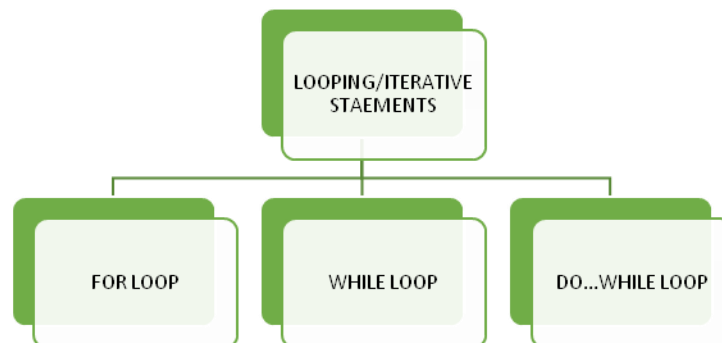 LOOPING/ITERATIVE
STAEMENTS
FOR LOOP
WHILE LOOP
DO...WHILE LOOP